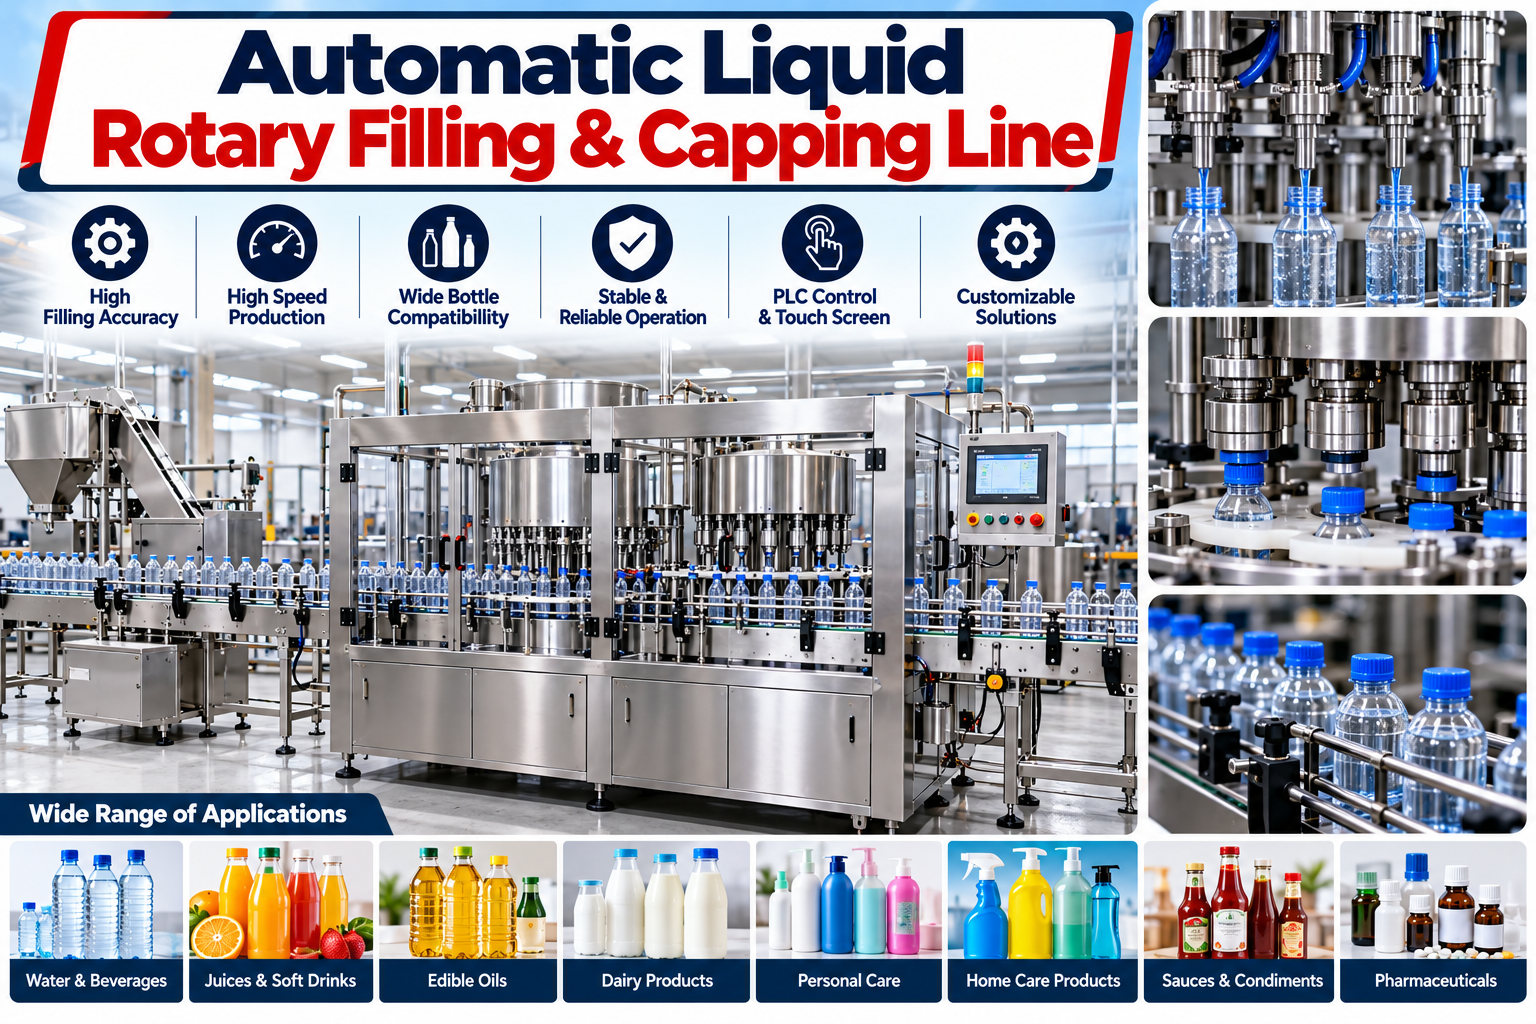 Automatic Liquid
Rotary Filling & Capping Line
High
Filling Accuracy
High Speed
Production
Wide Bottle
Compatibility
Stable &
Reliable Operation
PLC Control
& Touch Screen
Customizable
Solutions
Wide Range of Applications
Water & Beverages
Juices & Soft Drinks
Edible Oils
Dairy Products
Personal Care
Home Care Products
Sauces & Condiments
Pharmaceuticals